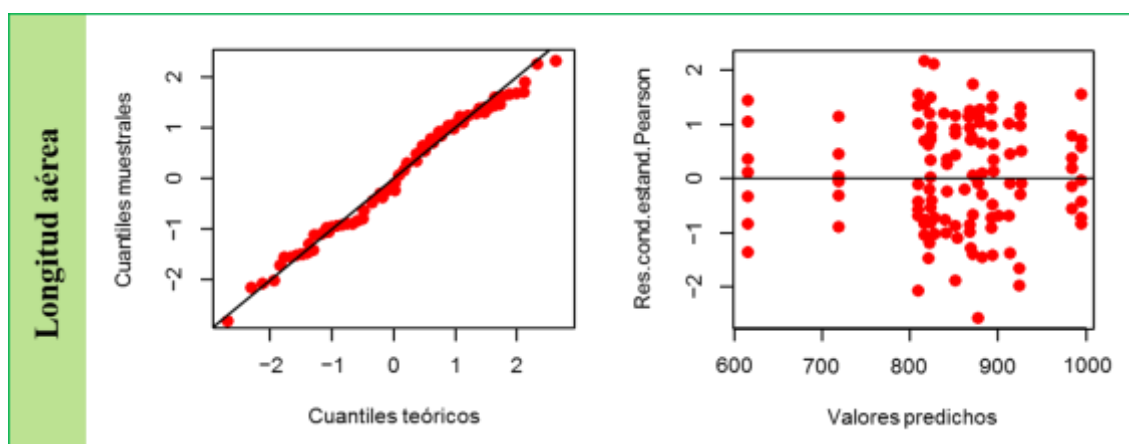 Longitud aérea
Cuantiles muestrales
2
1
0
−1
−2
−2 −1 0 1 2
Cuantiles teóricos
Res.cond.estand.Pearson
2
1
0
−1
−2
600 700 800 900 1000
Valores predichos